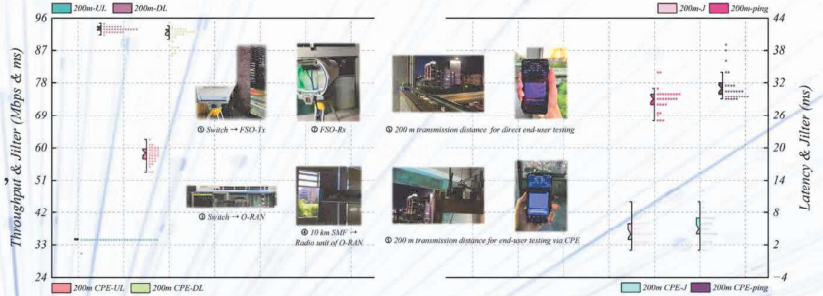 200m-UL 200m-DL
200m-J 200m-ping
Throughput & Jilter (Mbps & ms)
96
87
78
69
60
51
42
33
24
① Switch → FSO-Tx
② FSO-Rx
⑤ 200 m transmission distance for direct end-user testing
③ Switch → O-RAN
④ 10 km SMF →
Radio unit of O-RAN
⑤ 200 m transmission distance for end-user testing via CPE
44
38
32
26
20
14
8
2
−4
Latency & Jilter (ms)
200m CPE-UL 200m CPE-DL
200m CPE-J 200m CPE-ping